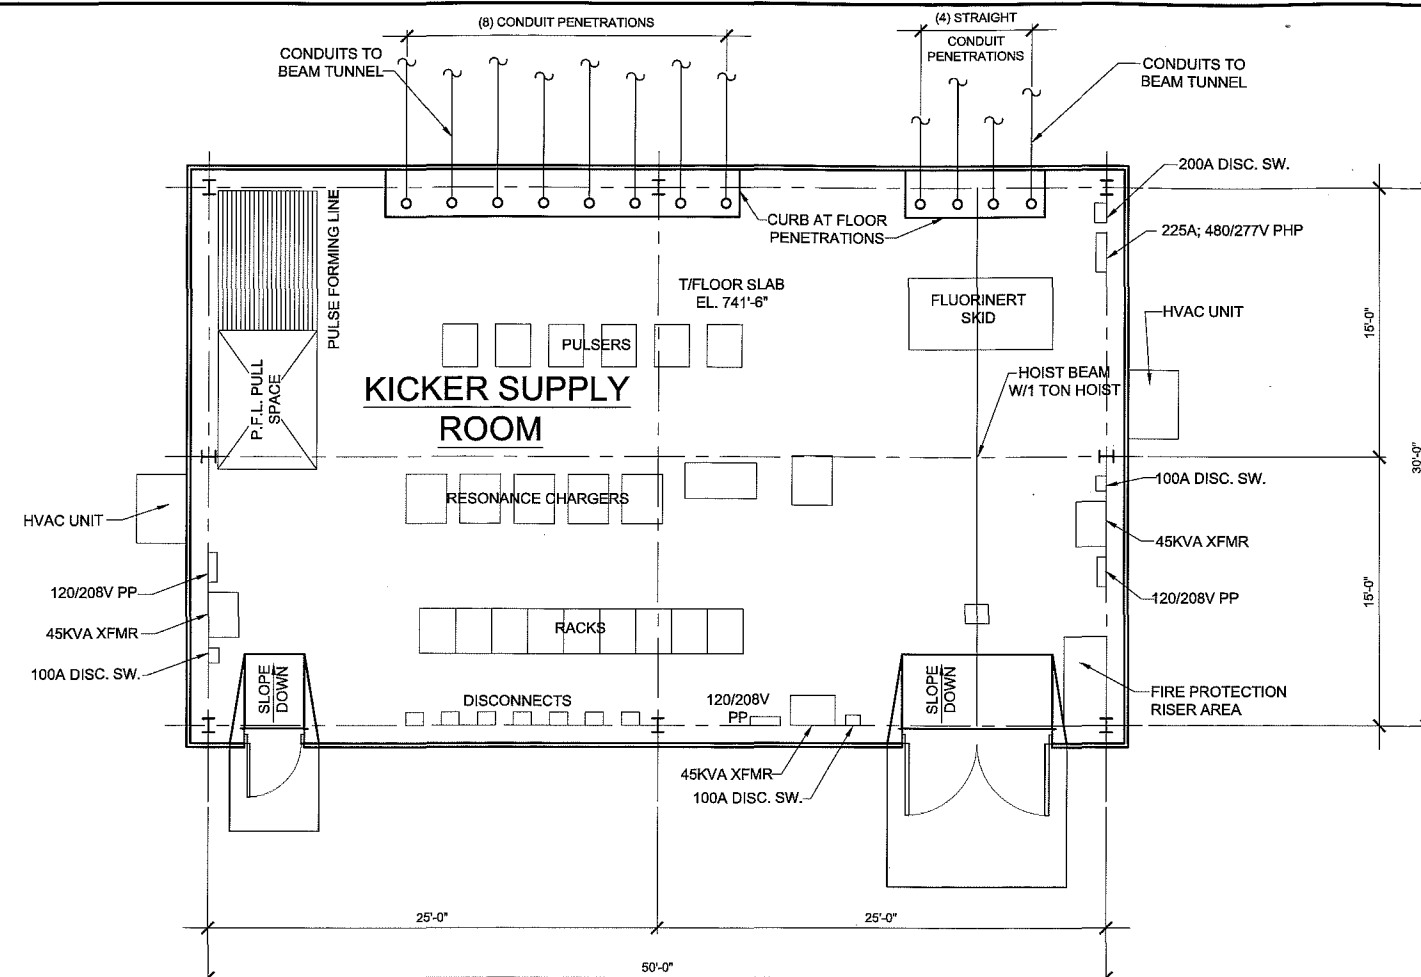 (8) CONDUIT PENETRATIONS
(4) STRAIGHT
CONDUIT
PENETRATIONS
CONDUITS TO
BEAM TUNNEL
CONDUITS TO
BEAM TUNNEL
200A DISC. SW.
225A; 480/277V PHP
CURB AT FLOOR
PENETRATIONS
PULSE FORMING LINE
T/FLOOR SLAB
EL. 741'-6"
FLUORINERT
SKID
HVAC UNIT
15'-0"
PULSERS
P.F.L. PULL
SPACE
KICKER SUPPLY
ROOM
HOIST BEAM
W/1 TON HOIST
30'-0"
RESONANCE CHARGERS
100A DISC. SW.
HVAC UNIT
45KVA XFMR
120/208V PP
15'-0"
120/208V PP
45KVA XFMR
RACKS
100A DISC. SW.
SLOPE
DOWN
DISCONNECTS
120/208V
PP
SLOPE
DOWN
FIRE PROTECTION
RISER AREA
45KVA XFMR
100A DISC. SW.
25'-0"
25'-0"
50'-0"